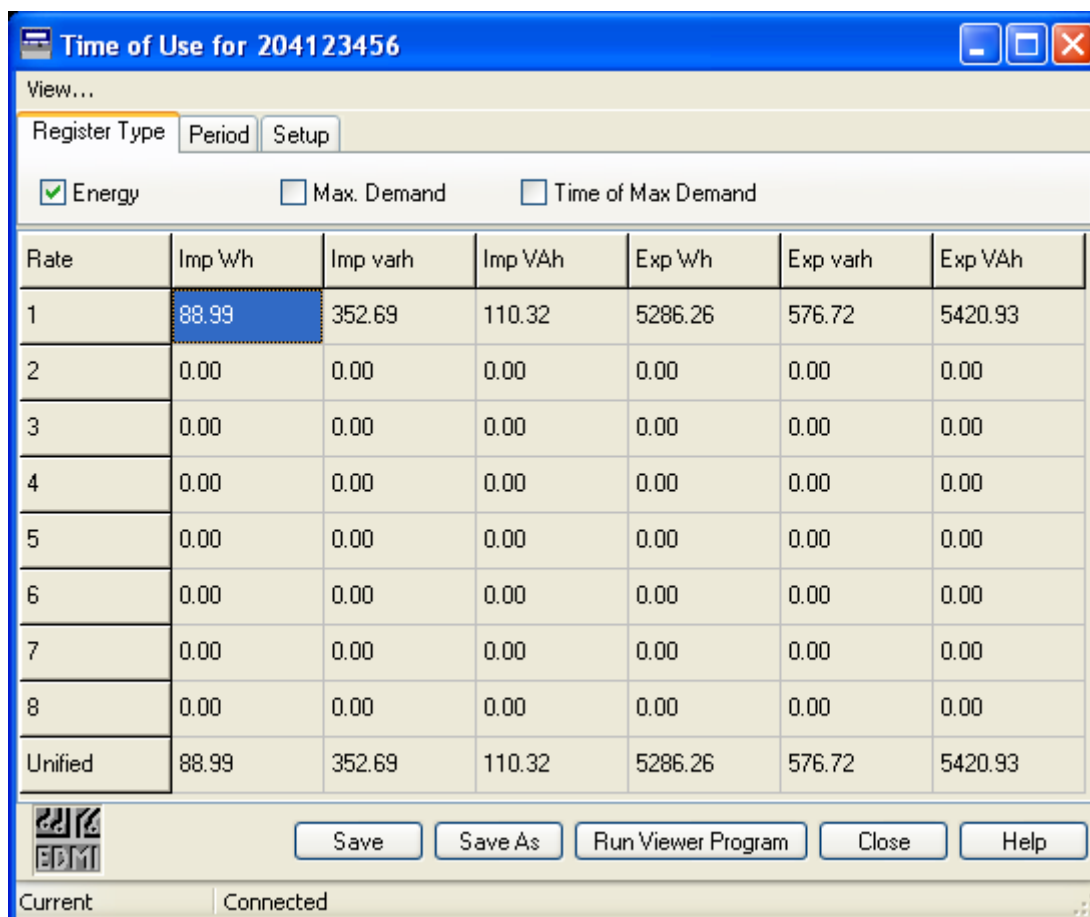 Time of Use for 204123456
View...
Register Type Period Setup
Energy Max. Demand Time of Max Demand
Rate Imp Wh Imp varh Imp VAh Exp Wh Exp varh Exp VAh
1 88.99 352.69 110.32 5286.26 576.72 5420.93
2 0.00 0.00 0.00 0.00 0.00 0.00
3 0.00 0.00 0.00 0.00 0.00 0.00
4 0.00 0.00 0.00 0.00 0.00 0.00
5 0.00 0.00 0.00 0.00 0.00 0.00
6 0.00 0.00 0.00 0.00 0.00 0.00
7 0.00 0.00 0.00 0.00 0.00 0.00
8 0.00 0.00 0.00 0.00 0.00 0.00
Unified 88.99 352.69 110.32 5286.26 576.72 5420.93
EDMI Save Save As Run Viewer Program Close Help
Current Connected